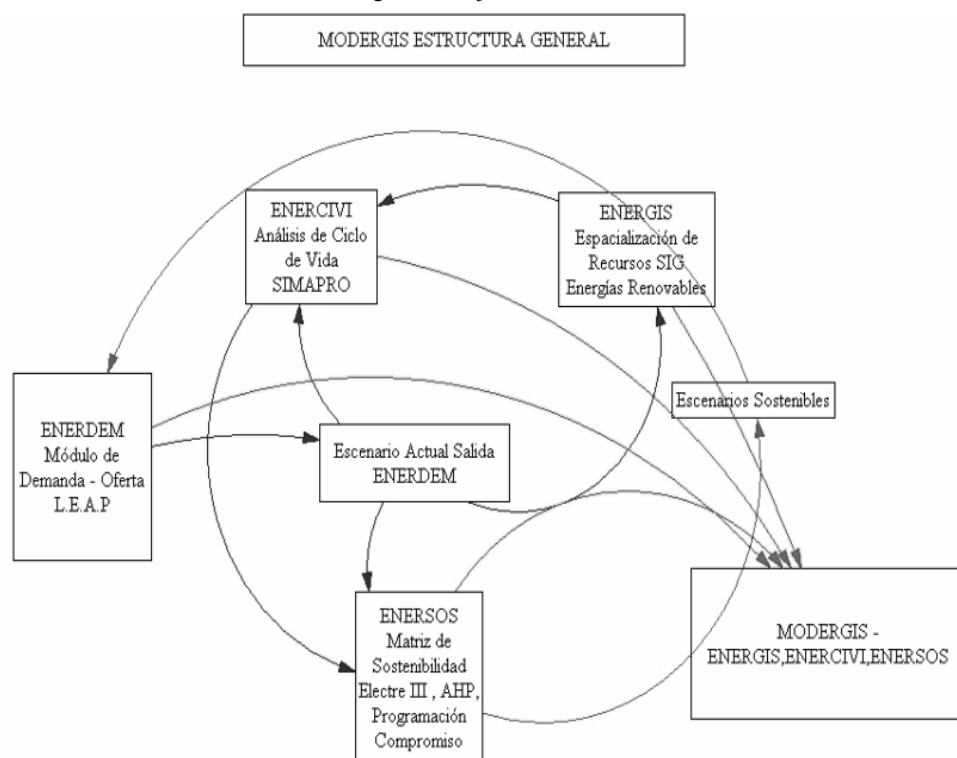 MODERGIS ESTRUCTURA GENERAL
ENERCIVI
Análisis de Ciclo
de Vida
SIMAPRO
ENERGIS
Espacialización de
Recursos SIG
Energías Renovables
Escenarios Sostenibles
ENERDEM
Módulo de
Demanda - Oferta
L.E.A.P
Escenario Actual Salida
ENERDEM
ENERSOS
Matriz de
Sostenibilidad
Electre III , AHP,
Programación
Compromiso
MODERGIS -
ENERGIS,ENERCIVI,ENERSOS